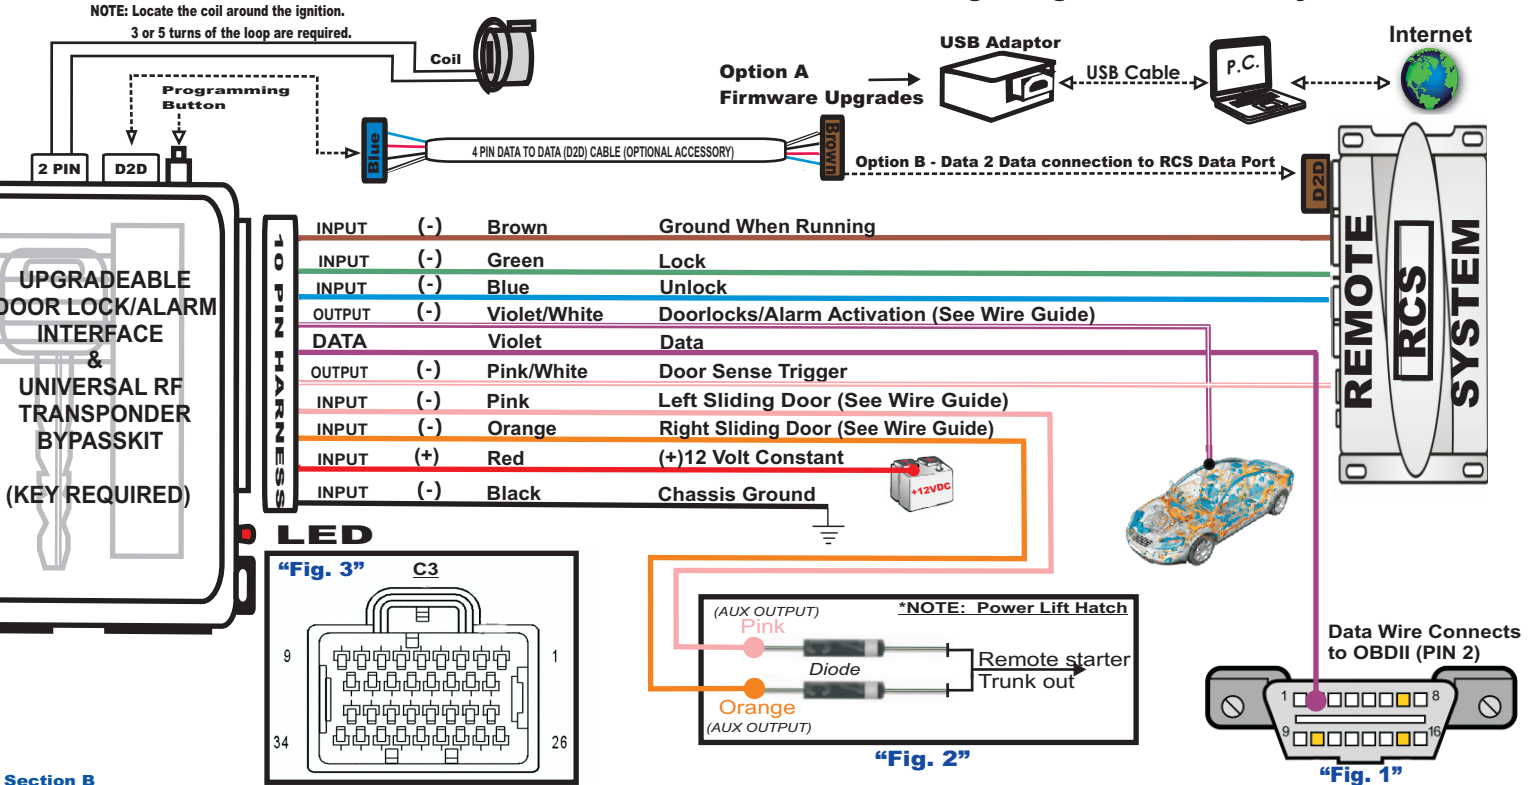 NOTE: Locate the coil around the ignition.
3 or 5 turns of the loop are required.
Coil
Programming
Button
2 PIN
D2D
Blue
4 PIN DATA TO DATA (D2D) CABLE (OPTIONAL ACCESSORY)
Brown
Option A
Firmware Upgrades
USB Adaptor
USB Cable
P.C.
Internet
Option B - Data 2 Data connection to RCS Data Port
D2D
REMOTE
RCS
SYSTEM
UPGRADEABLE
DOOR LOCK/ALARM
INTERFACE
&
UNIVERSAL RF
TRANSPONDER
BYPASSKIT
(KEY REQUIRED)
10 PIN HARNESS
INPUT (-) Brown Ground When Running
INPUT (-) Green Lock
INPUT (-) Blue Unlock
OUTPUT (-) Violet/White Doorlocks/Alarm Activation (See Wire Guide)
DATA Violet Data
OUTPUT (-) Pink/White Door Sense Trigger
INPUT (-) Pink Left Sliding Door (See Wire Guide)
INPUT (-) Orange Right Sliding Door (See Wire Guide)
INPUT (+) Red (+)12 Volt Constant
INPUT (-) Black Chassis Ground
+12VDC
LED
“Fig. 3”
C3
9
1
34
26
(AUX OUTPUT)
Pink
*NOTE: Power Lift Hatch
Diode
Remote starter
Trunk out
Orange
(AUX OUTPUT)
“Fig. 2”
Data Wire Connects
to OBDII (PIN 2)
1
8
9
16
“Fig. 1”
Section B